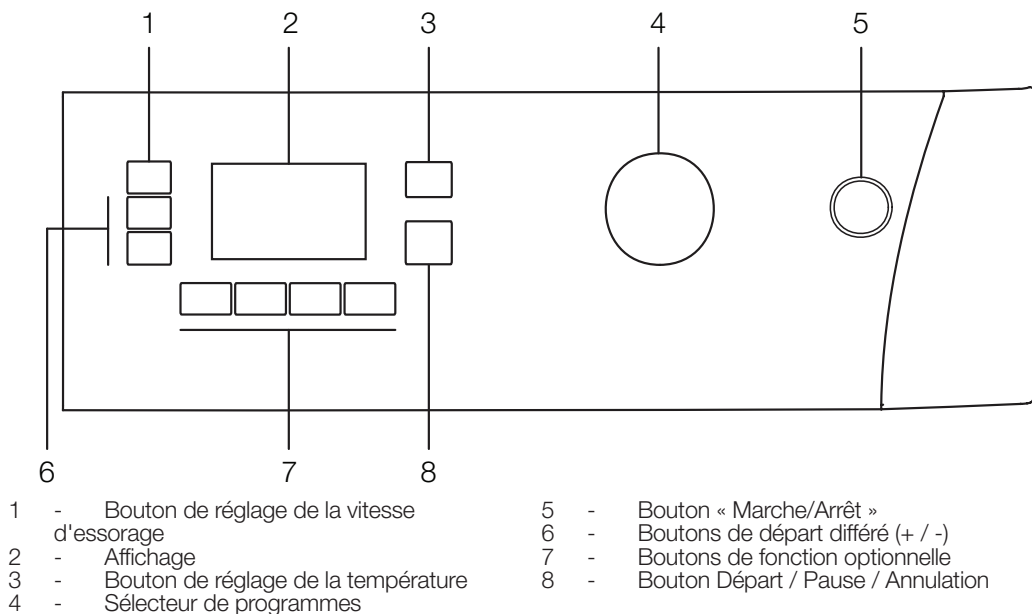 1 2 3 4 5
6 7 8
1 - Bouton de réglage de la vitesse
d'essorage
2 - Affichage
3 - Bouton de réglage de la température
4 - Sélecteur de programmes
5 - Bouton « Marche/Arrêt »
6 - Boutons de départ différé (+ / -)
7 - Boutons de fonction optionnelle
8 - Bouton Départ / Pause / Annulation